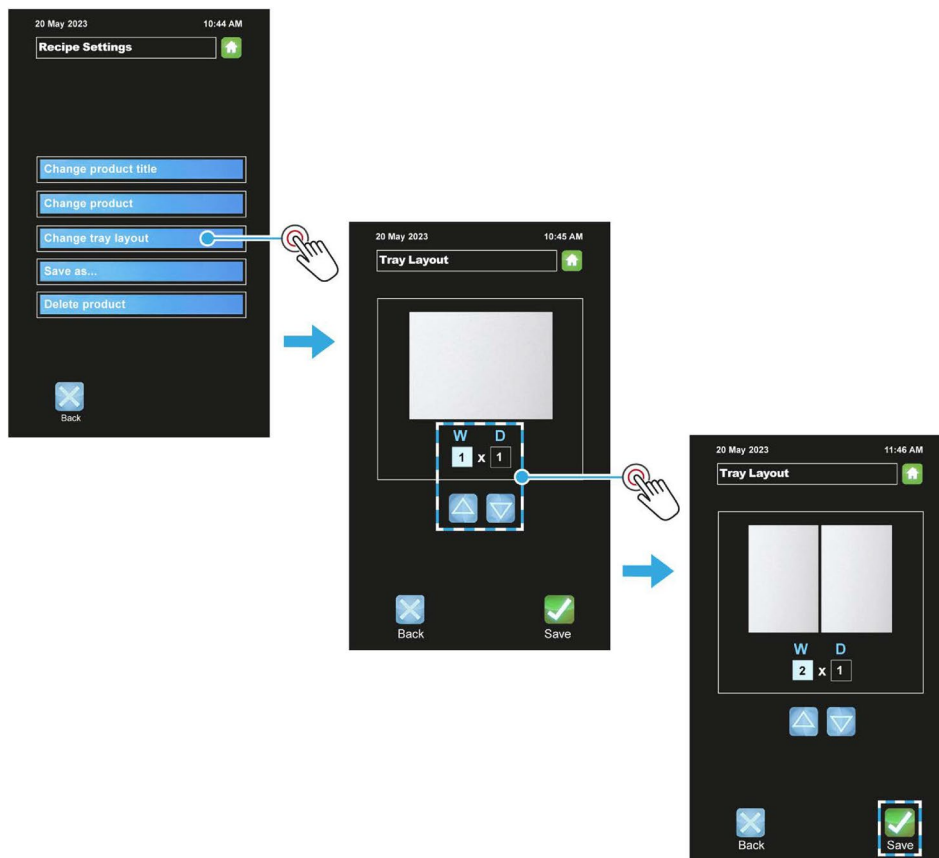 20 May 2023 10:44 AM
Recipe Settings
Change product title
Change product
Change tray layout
Save as...
Delete product
Back
20 May 2023 10:45 AM
Tray Layout
W D
1 x 1
Back Save
20 May 2023 11:46 AM
Tray Layout
W D
2 x 1
Back Save